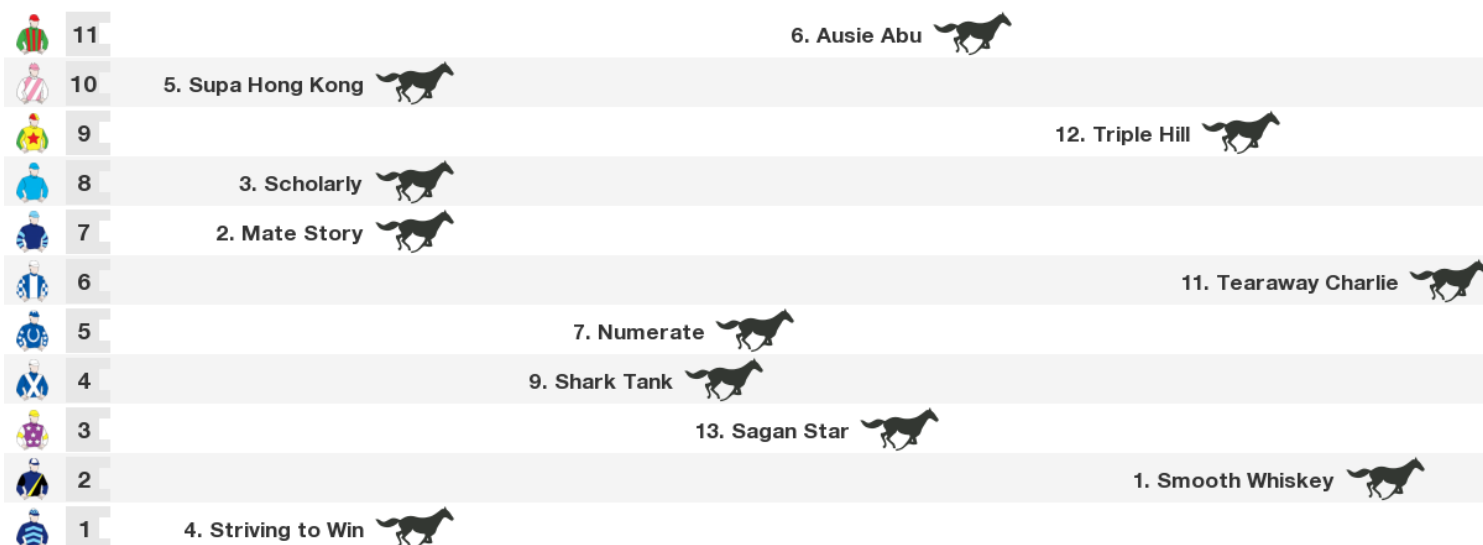 11 6. Ausie Abu
10 5. Supa Hong Kong
9 12. Triple Hill
8 3. Scholarly
7 2. Mate Story
6 11. Tearaway Charlie
5 7. Numerate
4 9. Shark Tank
3 13. Sagan Star
2 1. Smooth Whiskey
1 4. Striving to Win